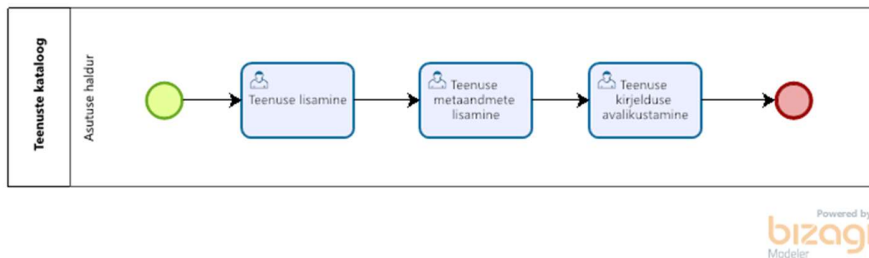 Teenuste kataloog
Asutuse haldur
Teenuse lisamine
Teenuse
metaandmete
lisamine
Teenuse
kirjelduse
avalikustamine
Powered by
bizagi
Modeler